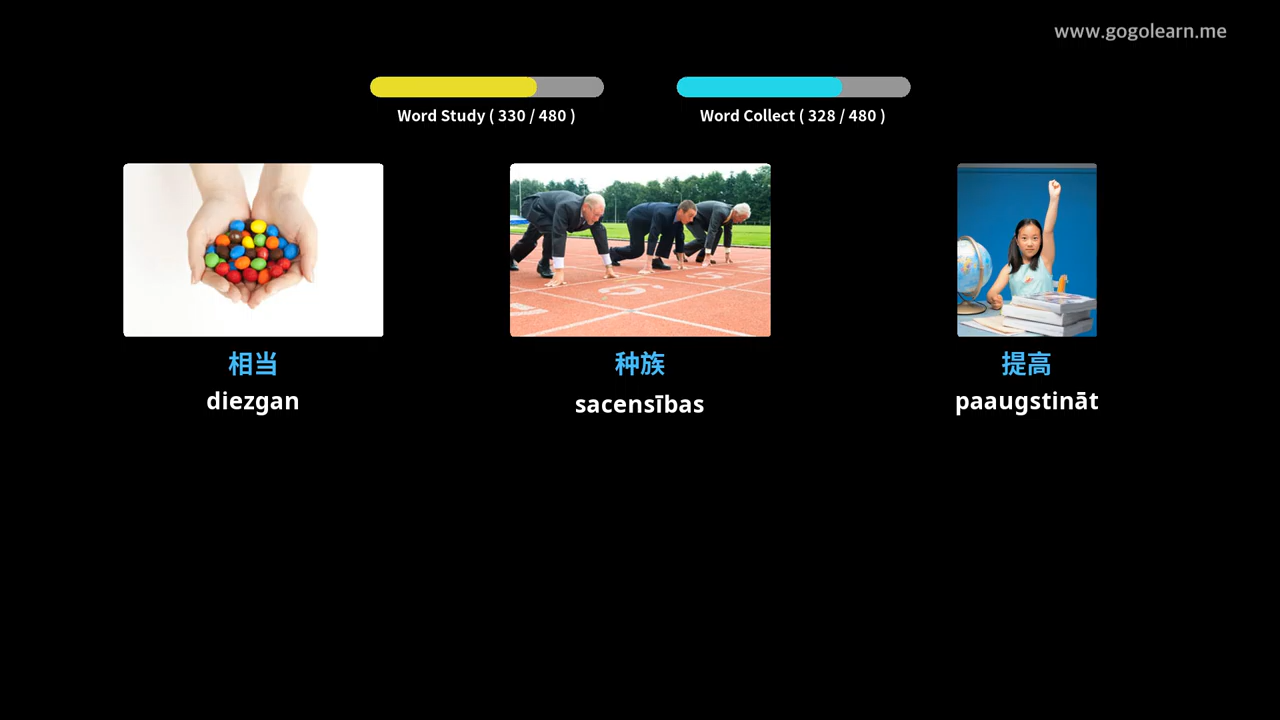 www.gogolearn.me
Word Study ( 330 / 480 )
Word Collect ( 328 / 480 )
相当
种族
提高
diezgan
sacensības
paaugstināt